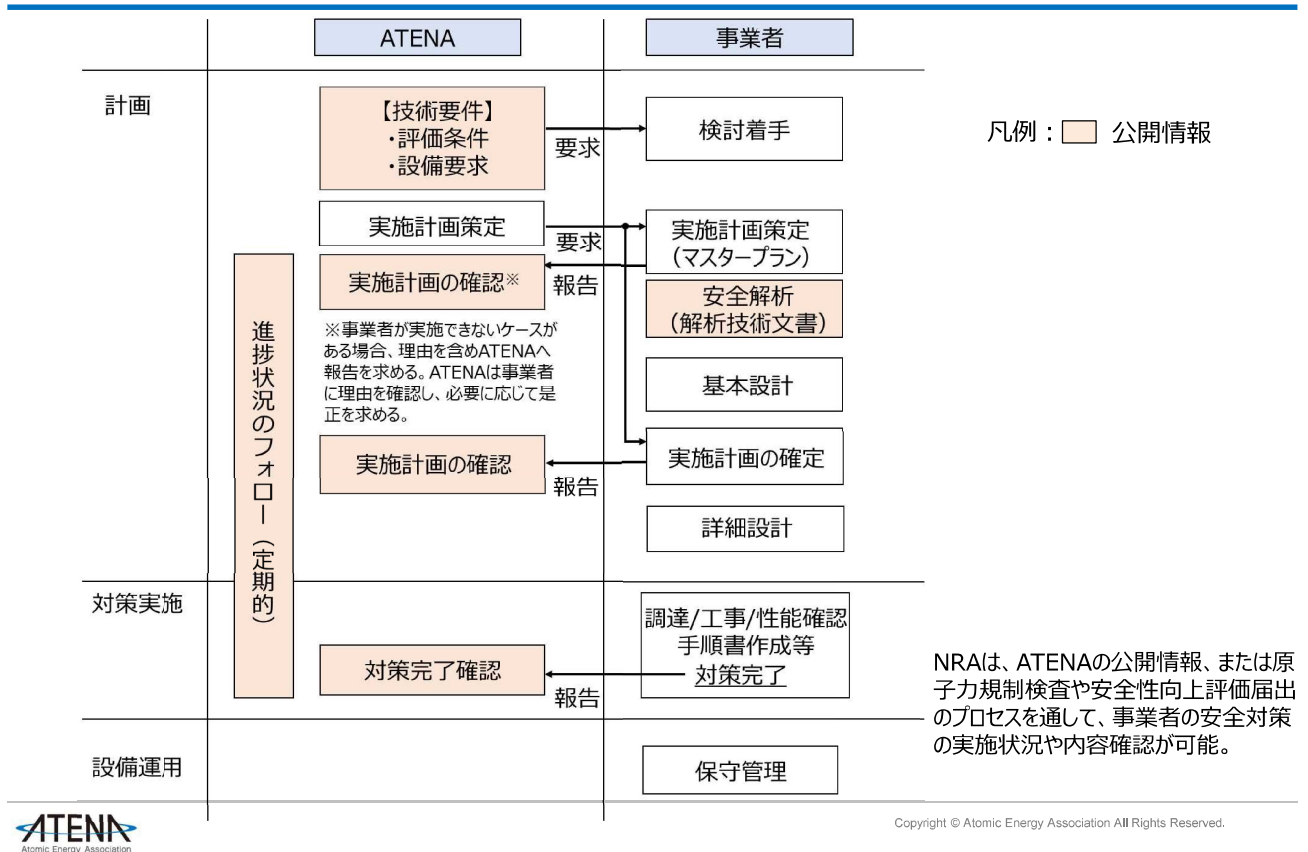 ATENA
事業者
計画
【技術要件】
・評価条件
・設備要求
要求
検討着手
凡例：
公開情報
実施計画策定
要求
実施計画策定
（マスタープラン）
実施計画の確認※
報告
安全解析
（解析技術文書）
※事業者が実施できないケースが
ある場合、理由を含めATENAへ
報告を求める。ATENAは事業者
に理由を確認し、必要に応じて是
正を求める。
基本設計
進捗状況のフォロー（定期的）
実施計画の確認
報告
実施計画の確定
詳細設計
対策実施
調達/工事/性能確認
手順書作成等
対策完了
対策完了確認
報告
NRAは、ATENAの公開情報、または原
子力規制検査や安全性向上評価届出
のプロセスを通して、事業者の安全対策
の実施状況や内容確認が可能。
設備運用
保守管理
ATENA
Atomic Energy Association
Copyright © Atomic Energy Association All Rights Reserved.